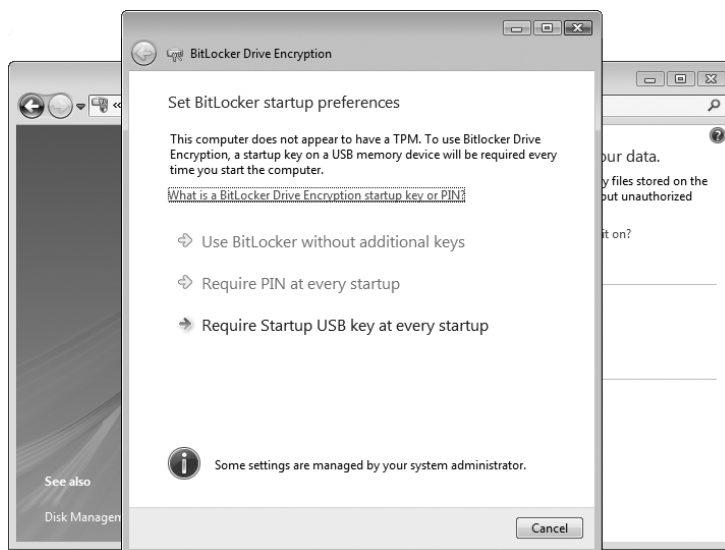 BitLocker Drive Encryption
Set BitLocker startup preferences
This computer does not appear to have a TPM. To use Bitlocker Drive
Encryption, a startup key on a USB memory device will be required every
time you start the computer.
What is a BitLocker Drive Encryption startup key or PIN?
Use BitLocker without additional keys
Require PIN at every startup
Require Startup USB key at every startup
Some settings are managed by your system administrator.
Cancel
See also
Disk Managem
our data.
y files stored on the
out unauthorized
it on?